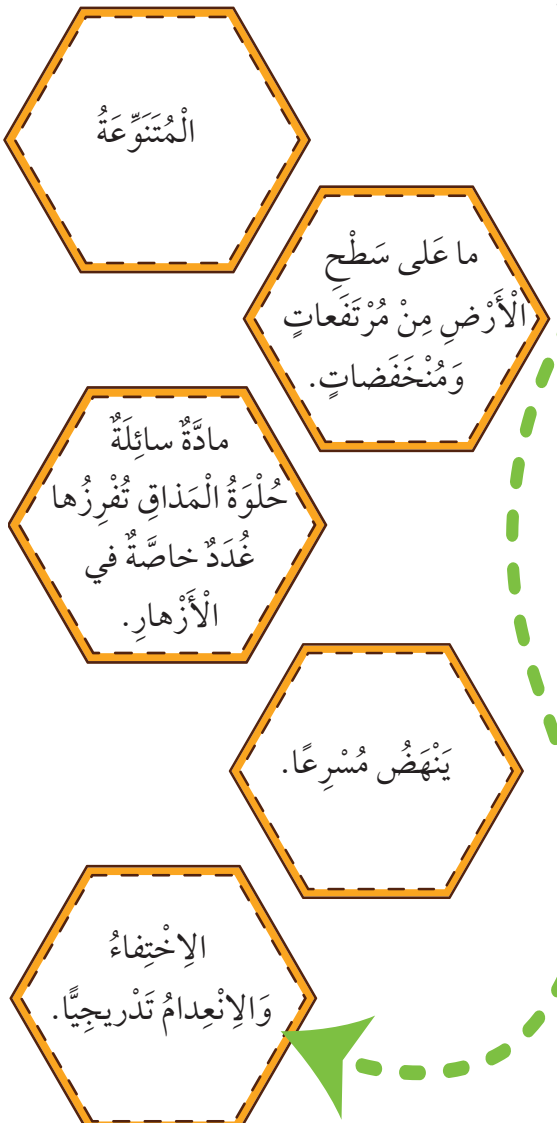 الْمُتَنَوِّعَةُ
ما عَلى سَطْحِ
الْأَرْضِ مِنْ مُرْتَفَعاتٍ
وَمُنْخَفَضاتٍ.
مادَّةٌ سائِلَةٌ
حُلْوَةُ الْمَذاقِ تُفْرِزُها
غُدَدٌ خاصَّةٌ في
الْأَزْهارِ.
يَنْهَضُ مُسْرِعًا.
الِاخْتِفاءُ
وَالِانْعِدامُ تَدْريجِيًّا.